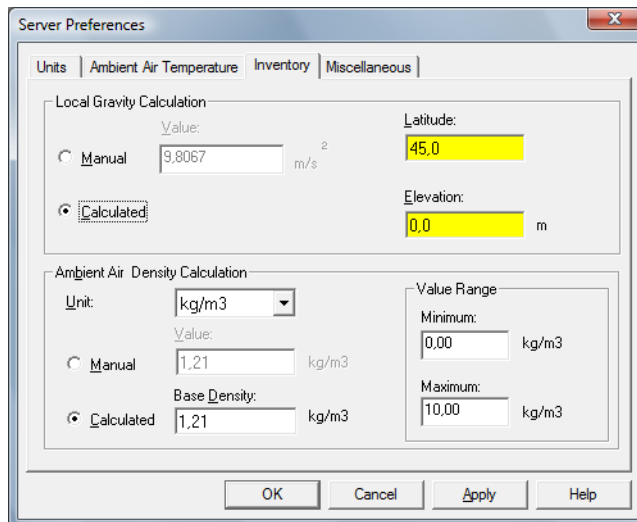 Server Preferences
Units Ambient Air Temperature Inventory Miscellaneous
Local Gravity Calculation
Value: Latitude:
Manual 9,8067 m/s 2 45,0
Calculated Elevation:
0,0 m
Ambient Air Density Calculation
Unit: kg/m3 Value Range
Value: Minimum:
Manual 1,21 kg/m3 0,00 kg/m3
Base Density: Maximum:
Calculated 1,21 kg/m3 10,00 kg/m3
OK Cancel Apply Help